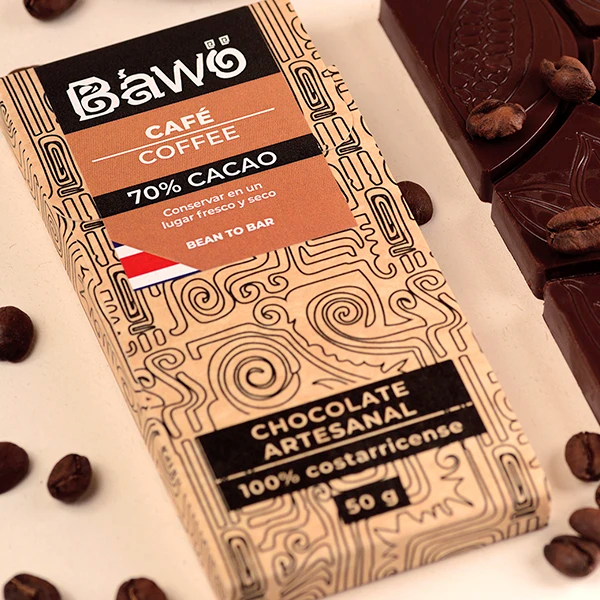 Bawö
CAFÉ
COFFEE
70% CACAO
Conservar en un
lugar fresco y seco
BEAN TO BAR
CHOCOLATE
ARTESANAL
100% costarricense
50 g